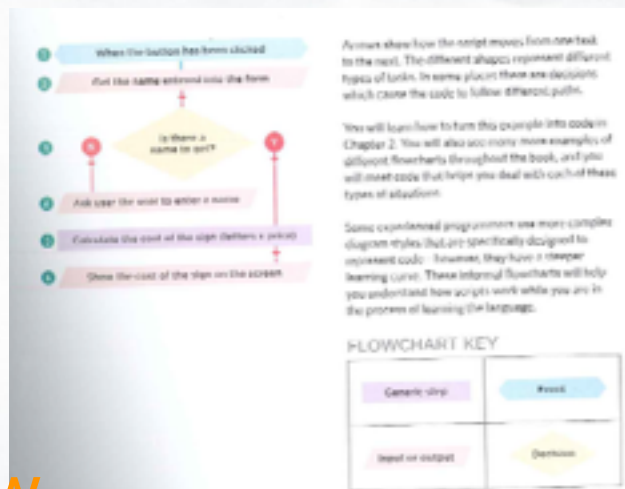 1 When the button has been clicked
2 Get the name entered into the form
3 Is there a
name to get?
N
Y
4 Ask user the user to enter a name
5 Calculate the cost of the sign (letters x price)
6 Show the cost of the sign on the screen
Arrows show how the script moves from one task
to the next. The different shapes represent different
types of tasks. In some places there are decisions
which cause the code to follow different paths.
You will learn how to turn this example into code in
Chapter 2. You will also see many more examples of
different flowcharts throughout the book, and you
will meet code that helps you deal with each of these
types of situations.
Some experienced programmers use more complex
diagram styles that are specifically designed to
represent code - however, they have a steeper
learning curve. These informal flowcharts will help
you understand how scripts work while you are in
the process of learning the language.
FLOWCHART KEY
Generic step
Event
Input or output
Decision